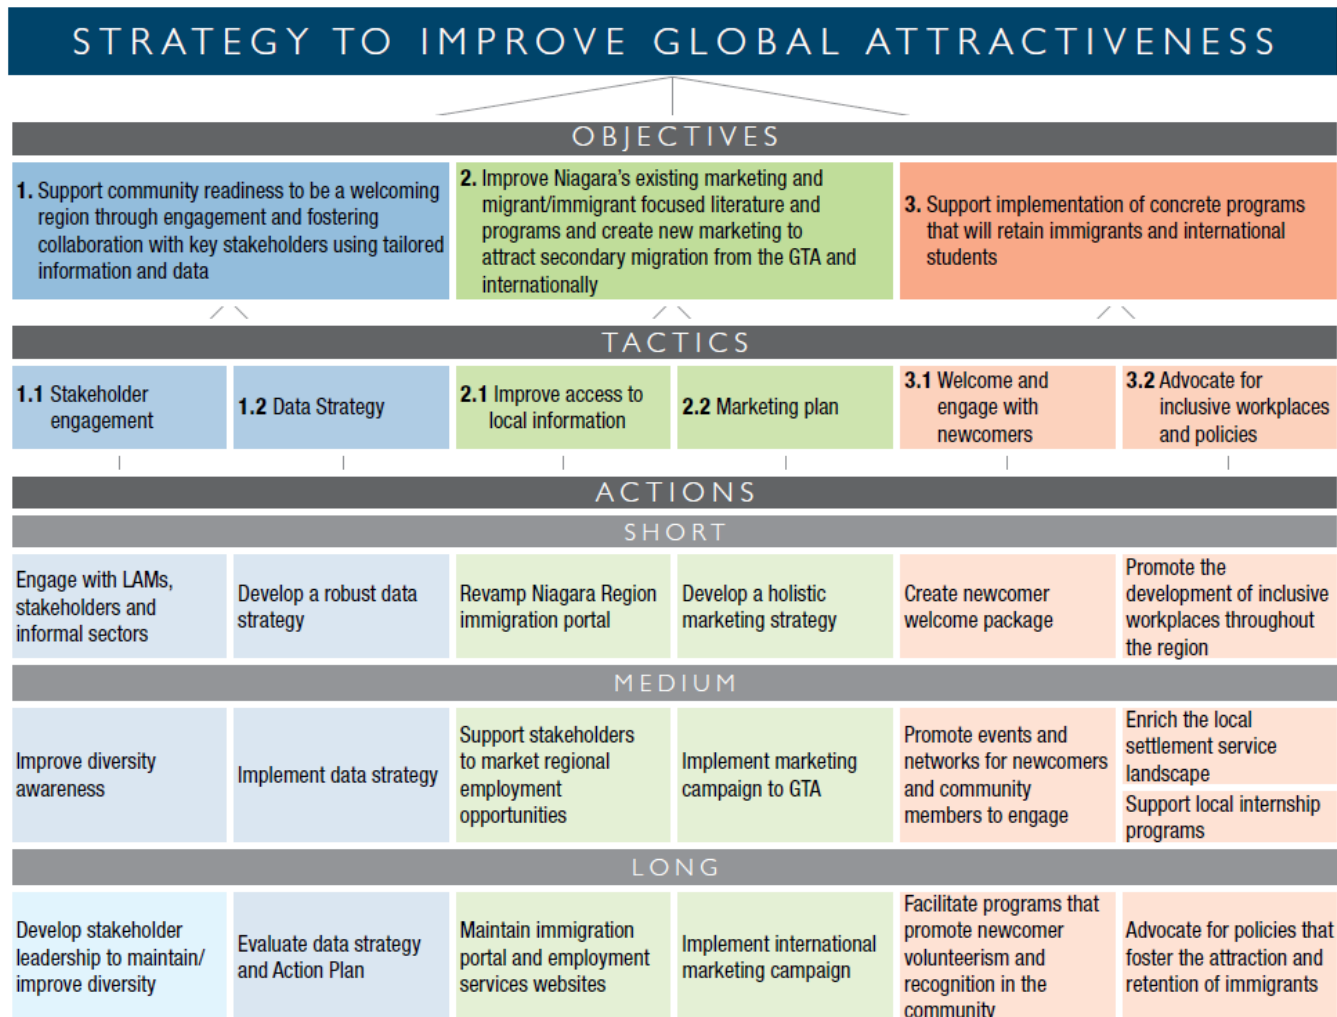 STRATEGY TO IMPROVE GLOBAL ATTRACTIVENESS
OBJECTIVES
1. Support community readiness to be a welcoming
region through engagement and fostering
collaboration with key stakeholders using tailored
information and data
2. Improve Niagara's existing marketing and
migrant/immigrant focused literature and
programs and create new marketing to
attract secondary migration from the GTA and
internationally
3. Support implementation of concrete programs
that will retain immigrants and international
students
TACTICS
1.1 Stakeholder
engagement
1.2 Data Strategy
2.1 Improve access to
local information
2.2 Marketing plan
3.1 Welcome and
engage with
newcomers
3.2 Advocate for
inclusive workplaces
and policies
ACTIONS
SHORT
Engage with LAMs,
stakeholders and
informal sectors
Develop a robust data
strategy
Revamp Niagara Region
immigration portal
Develop a holistic
marketing strategy
Create newcomer
welcome package
Promote the
development of inclusive
workplaces throughout
the region
MEDIUM
Improve diversity
awareness
Implement data strategy
Support stakeholders
to market regional
employment
opportunities
Implement marketing
campaign to GTA
Promote events and
networks for newcomers
and community
members to engage
Enrich the local
settlement service
landscape
Support local internship
programs
LONG
Develop stakeholder
leadership to maintain/
improve diversity
Evaluate data strategy
and Action Plan
Maintain immigration
portal and employment
services websites
Implement international
marketing campaign
Facilitate programs that
promote newcomer
volunteerism and
recognition in the
community
Advocate for policies that
foster the attraction and
retention of immigrants